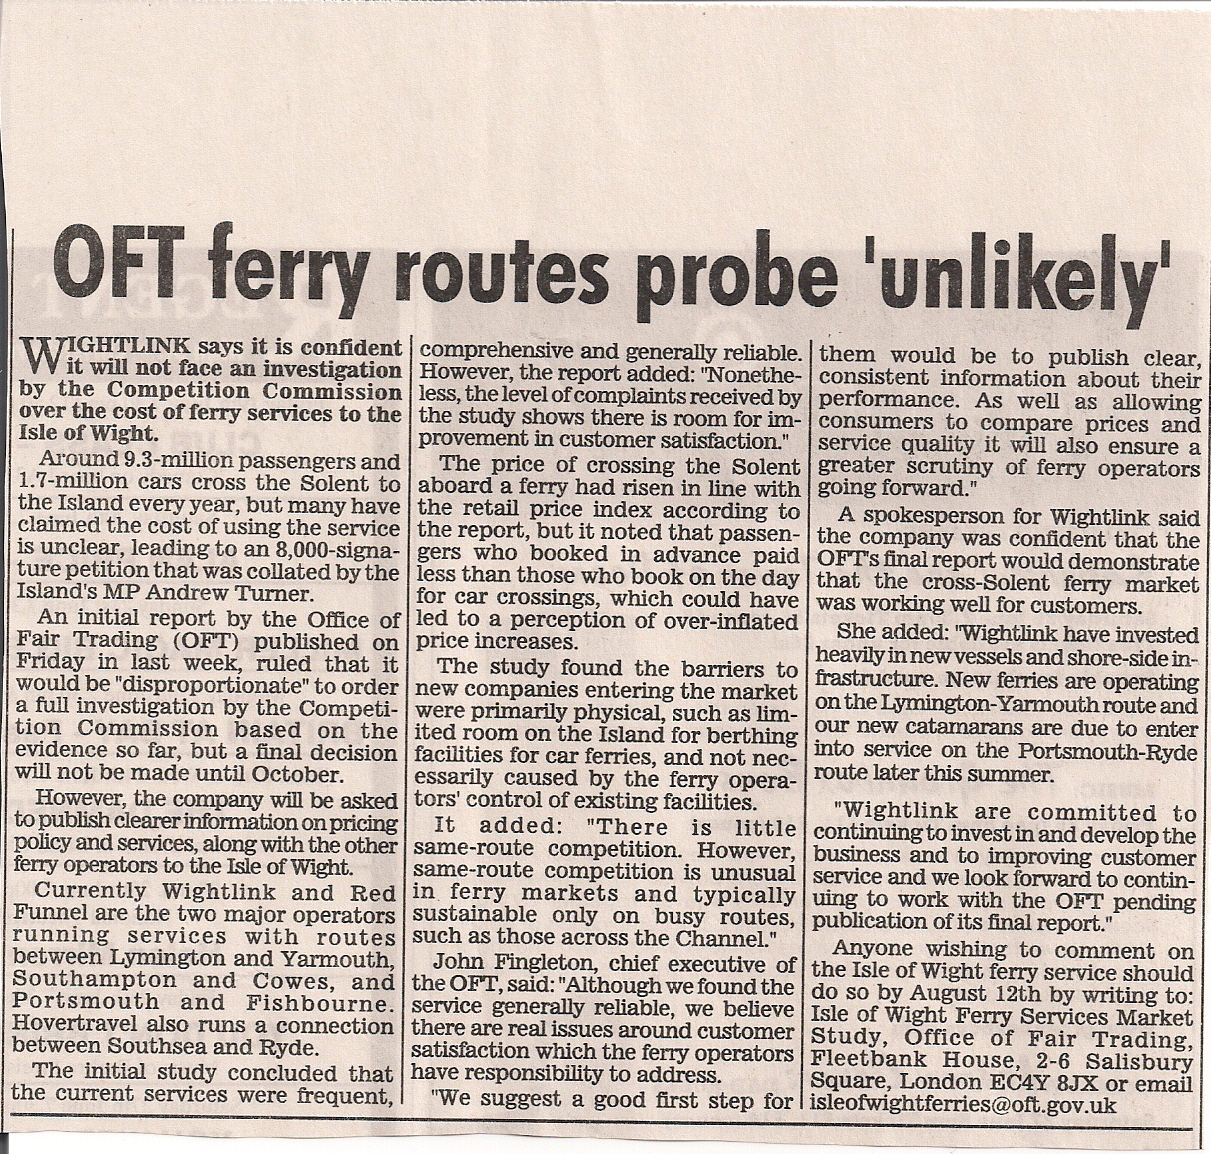 OFT ferry routes probe 'unlikely'
WIGHTLINK says it is confident
it will not face an investigation
by the Competition Commission
over the cost of ferry services to the
Isle of Wight.
Around 9.3-million passengers and
1.7-million cars cross the Solent to
the Island every year, but many have
claimed the cost of using the service
is unclear, leading to an 8,000-signa-
ture petition that was collated by the
Island's MP Andrew Turner.
An initial report by the Office of
Fair Trading (OFT) published on
Friday in last week, ruled that it
would be "disproportionate" to order
a full investigation by the Competi-
tion Commission based on the
evidence so far, but a final decision
will not be made until October.
However, the company will be asked
to publish clearer information on pricing
policy and services, along with the other
ferry operators to the Isle of Wight.
Currently Wightlink and Red
Funnel are the two major operators
running services with routes
between Lymington and Yarmouth,
Southampton and Cowes, and
Portsmouth and Fishbourne.
Hovertravel also runs a connection
between Southsea and Ryde.
The initial study concluded that
the current services were frequent,
comprehensive and generally reliable.
However, the report added: "Nonethe-
less, the level of complaints received by
the study shows there is room for im-
provement in customer satisfaction."
The price of crossing the Solent
aboard a ferry had risen in line with
the retail price index according to
the report, but it noted that passen-
gers who booked in advance paid
less than those who book on the day
for car crossings, which could have
led to a perception of over-inflated
price increases.
The study found the barriers to
new companies entering the market
were primarily physical, such as lim-
ited room on the Island for berthing
facilities for car ferries, and not nec-
essarily caused by the ferry opera-
tors' control of existing facilities.
It added: "There is little
same-route competition. However,
same-route competition is unusual
in ferry markets and typically
sustainable only on busy routes,
such as those across the Channel."
John Fingleton, chief executive of
the OFT, said: "Although we found the
service generally reliable, we believe
there are real issues around customer
satisfaction which the ferry operators
have responsibility to address.
"We suggest a good first step for
them would be to publish clear,
consistent information about their
performance. As well as allowing
consumers to compare prices and
service quality it will also ensure a
greater scrutiny of ferry operators
going forward."
A spokesperson for Wightlink said
the company was confident that the
OFT's final report would demonstrate
that the cross-Solent ferry market
was working well for customers.
She added: "Wightlink have invested
heavily in new vessels and shore-side in-
frastructure. New ferries are operating
on the Lymington-Yarmouth route and
our new catamarans are due to enter
into service on the Portsmouth-Ryde
route later this summer.
"Wightlink are committed to
continuing to invest in and develop the
business and to improving customer
service and we look forward to contin-
uing to work with the OFT pending
publication of its final report."
Anyone wishing to comment on
the Isle of Wight ferry service should
do so by August 12th by writing to:
Isle of Wight Ferry Services Market
Study, Office of Fair Trading,
Fleetbank House, 2-6 Salisbury
Square, London EC4Y 8JX or email
isleofwightferries@oft.gov.uk